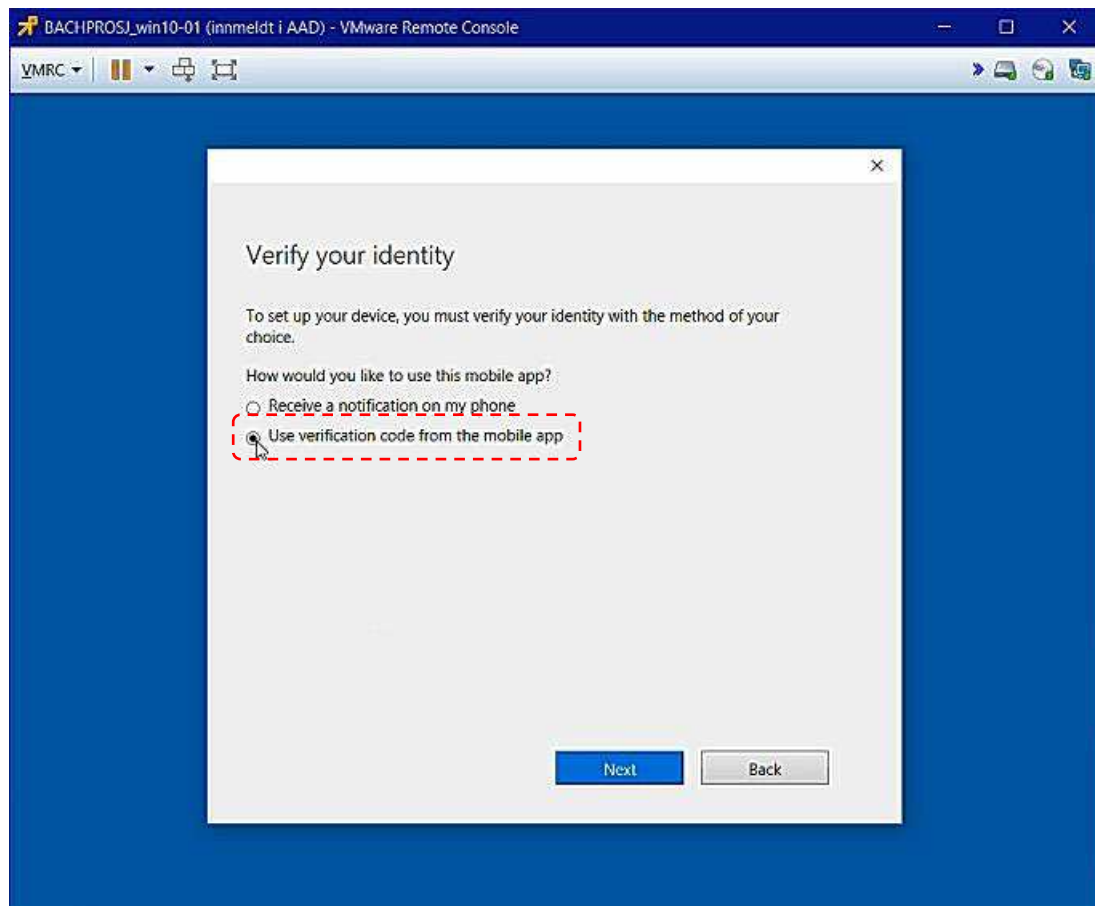 BACHPROSJ_win10-01 (innmeldt i AAD) - VMware Remote Console
VMRC
Verify your identity
To set up your device, you must verify your identity with the method of your
choice.
How would you like to use this mobile app?
Receive a notification on my phone
Use verification code from the mobile app
Next
Back